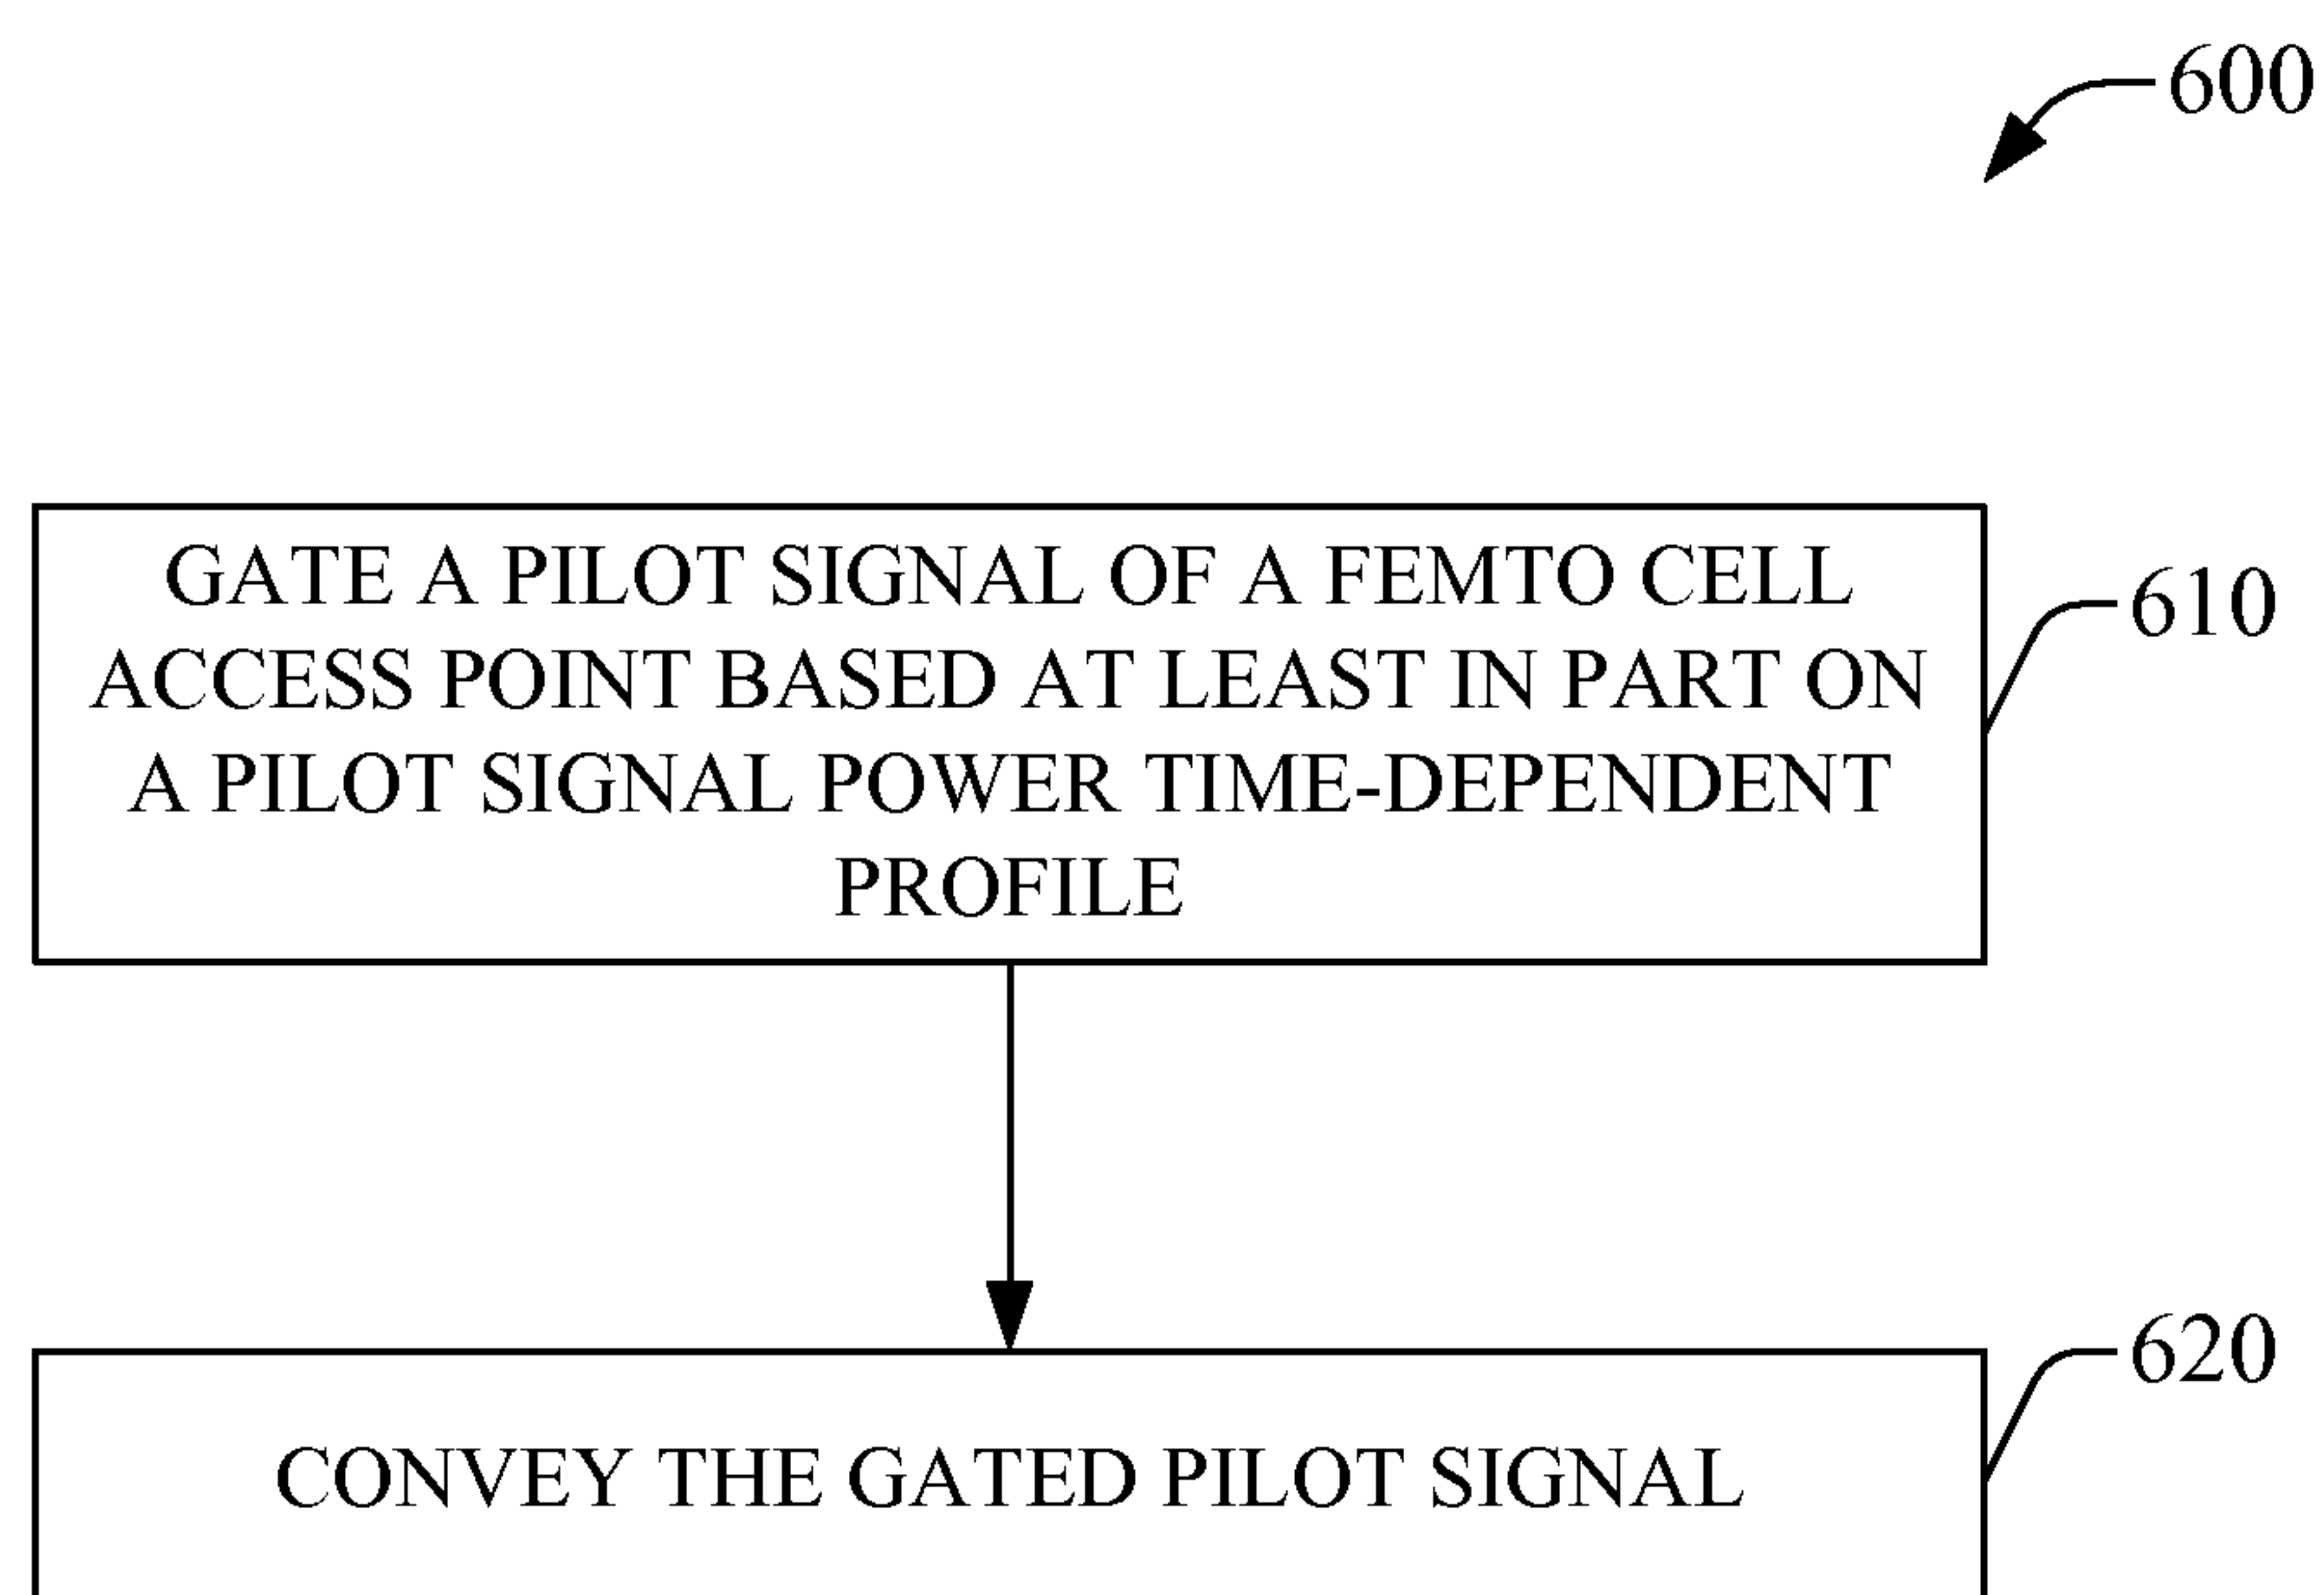 600
GATE A PILOT SIGNAL OF A FEMTO CELL
ACCESS POINT BASED AT LEAST IN PART ON
A PILOT SIGNAL POWER TIME-DEPENDENT
PROFILE
610
620
CONVEY THE GATED PILOT SIGNAL